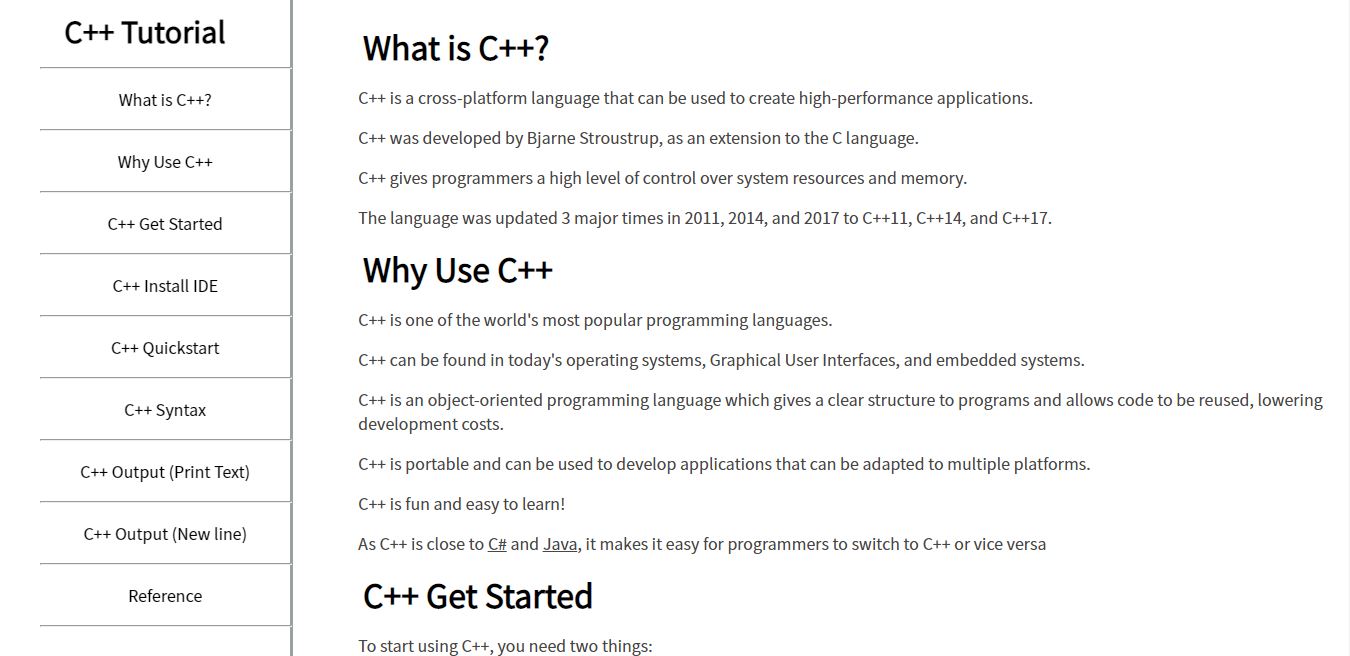 C++ Tutorial
What is C++?
Why Use C++
C++ Get Started
C++ Install IDE
C++ Quickstart
C++ Syntax
C++ Output (Print Text)
C++ Output (New line)
Reference
What is C++?
C++ is a cross-platform language that can be used to create high-performance applications.
C++ was developed by Bjarne Stroustrup, as an extension to the C language.
C++ gives programmers a high level of control over system resources and memory.
The language was updated 3 major times in 2011, 2014, and 2017 to C++11, C++14, and C++17.
Why Use C++
C++ is one of the world's most popular programming languages.
C++ can be found in today's operating systems, Graphical User Interfaces, and embedded systems.
C++ is an object-oriented programming language which gives a clear structure to programs and allows code to be reused, lowering
development costs.
C++ is portable and can be used to develop applications that can be adapted to multiple platforms.
C++ is fun and easy to learn!
As C++ is close to C# and Java, it makes it easy for programmers to switch to C++ or vice versa
C++ Get Started
To start using C++, you need two things: